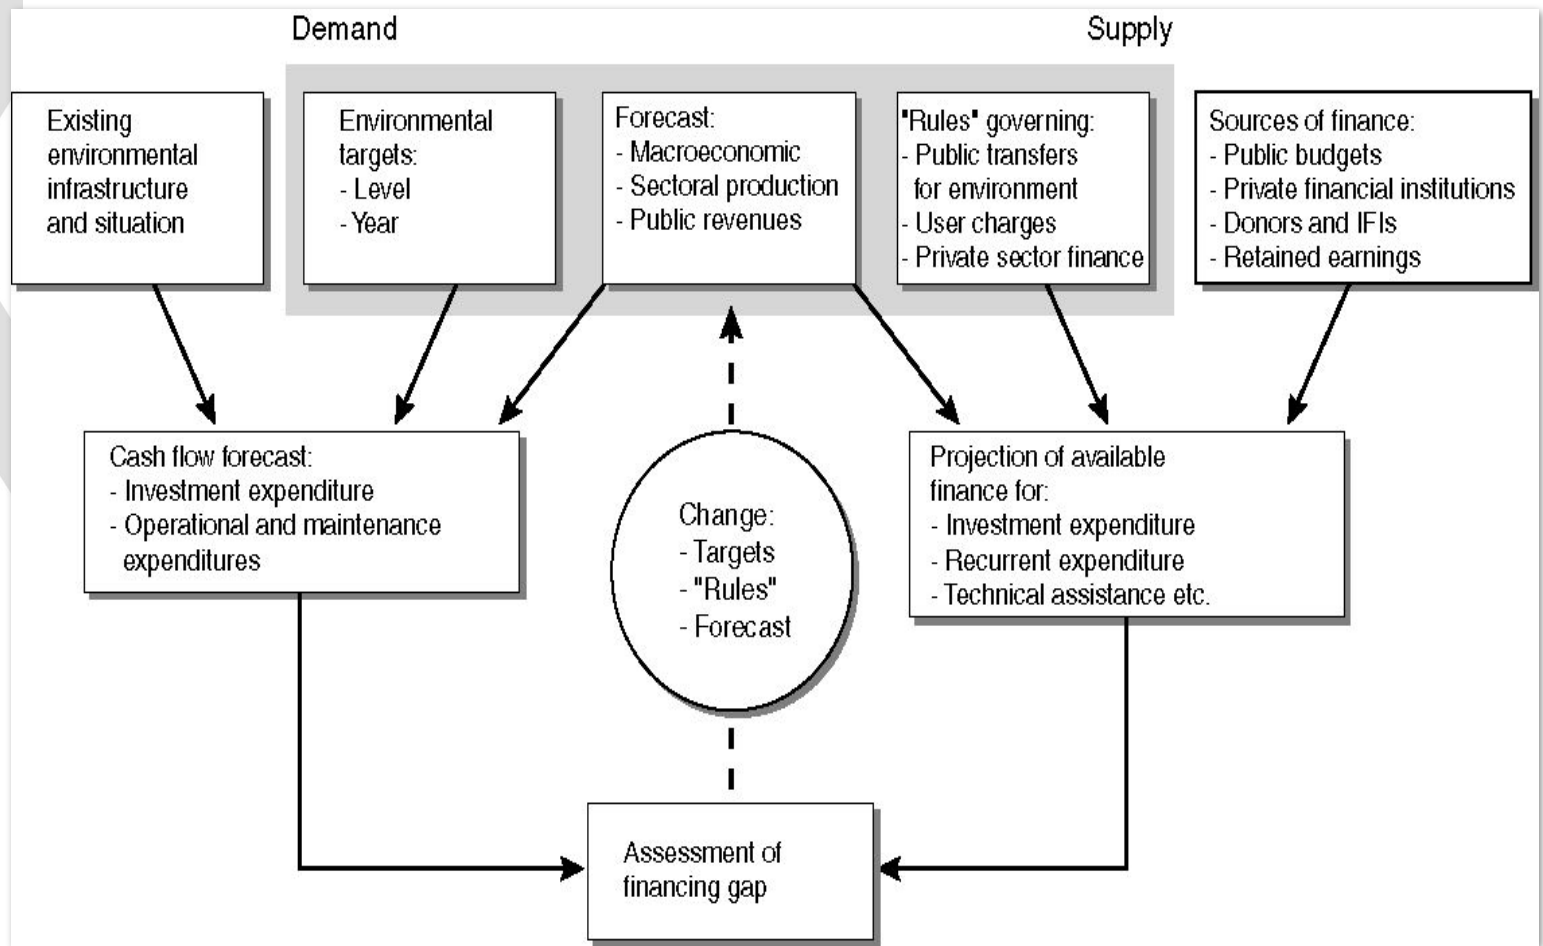 Demand
Supply
Existing
environmental
infrastructure
and situation
Environmental
targets:
- Level
- Year
Forecast:
- Macroeconomic
- Sectoral production
- Public revenues
"Rules" governing:
- Public transfers
for environment
- User charges
- Private sector finance
Sources of finance:
- Public budgets
- Private financial institutions
- Donors and IFIs
- Retained earnings
Cash flow forecast:
- Investment expenditure
- Operational and maintenance
expenditures
Change:
- Targets
- "Rules"
- Forecast
Projection of available
finance for:
- Investment expenditure
- Recurrent expenditure
- Technical assistance etc.
Assessment of
financing gap